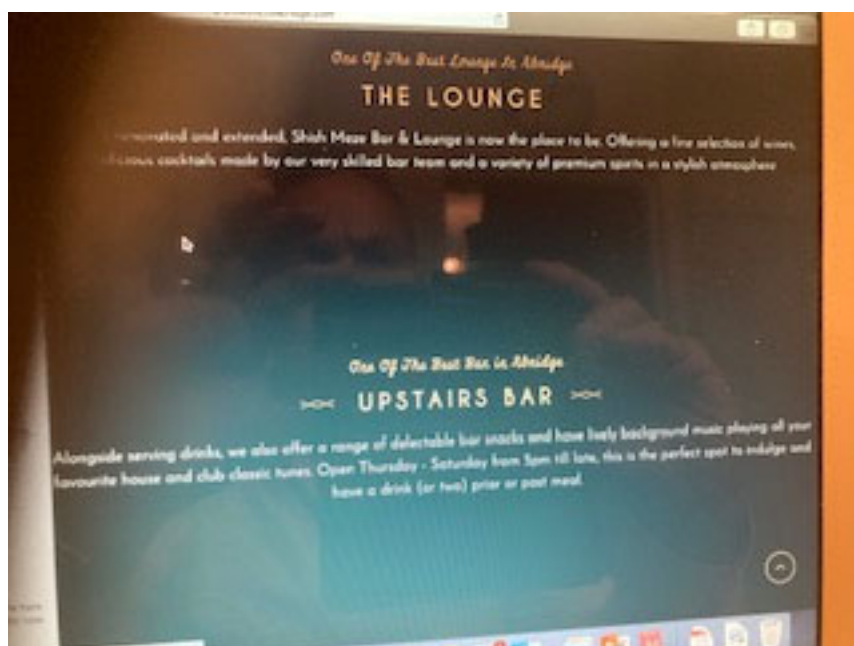 One Of The Best Lounge In Abridge
THE LOUNGE
and extended, Shish Meze Bar & Lounge is now the place to be. Offering a fine selection of wines,
cocktails made by our very skilled bar team and a variety of premium spirits in a stylish atmosphere
One Of The Best Bar in Abridge
UPSTAIRS BAR
Alongside serving drinks, we also offer a range of delectable bar snacks and have lively background music playing all your
favourite house and club classic tunes. Open Thursday - Saturday from 5pm till late, this is the perfect spot to indulge and
have a drink (or two) prior or post meal.